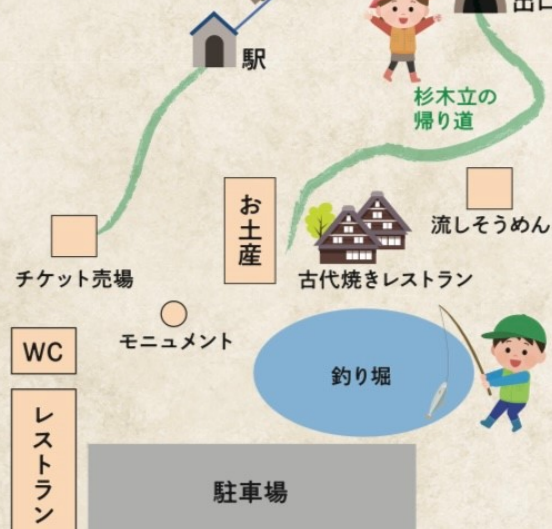 出口
駅
杉木立の
帰り道
お土産
流しそうめん
チケット売場
古代焼きレストラン
モニュメント
WC
釣り堀
レストラン
駐車場